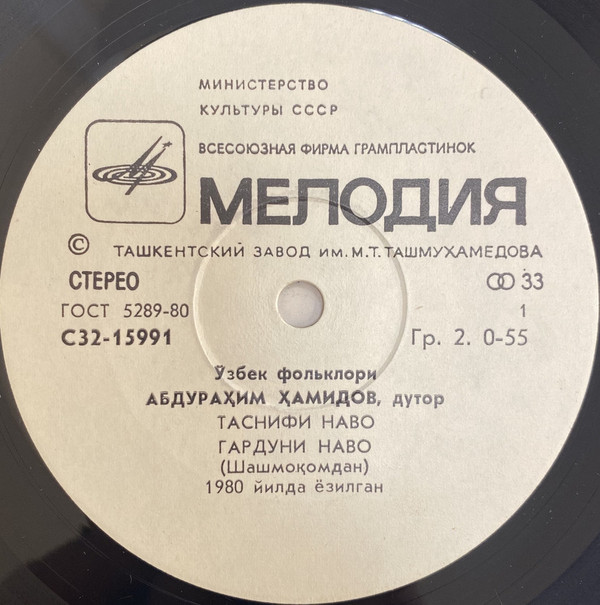 МИНИСТЕРСТВО
КУЛЬТУРЫ СССР
ВСЕСОЮЗНАЯ ФИРМА ГРАМПЛАСТИНОК
МЕЛОДИЯ
© ТАШКЕНТСКИЙ ЗАВОД ИМ. М.Т. ТАШМУХАМЕДОВА
СТЕРЕО 33
ГОСТ 5289-80 1
С32-15991 Гр. 2. 0-55
Ўзбек фольклори
АБДУРАҲИМ ҲАМИДОВ, дутор
ТАСНИФИ НАВО
ГАРДУНИ НАВО
(Шашмоқомдан)
1980 йилда ёзилган